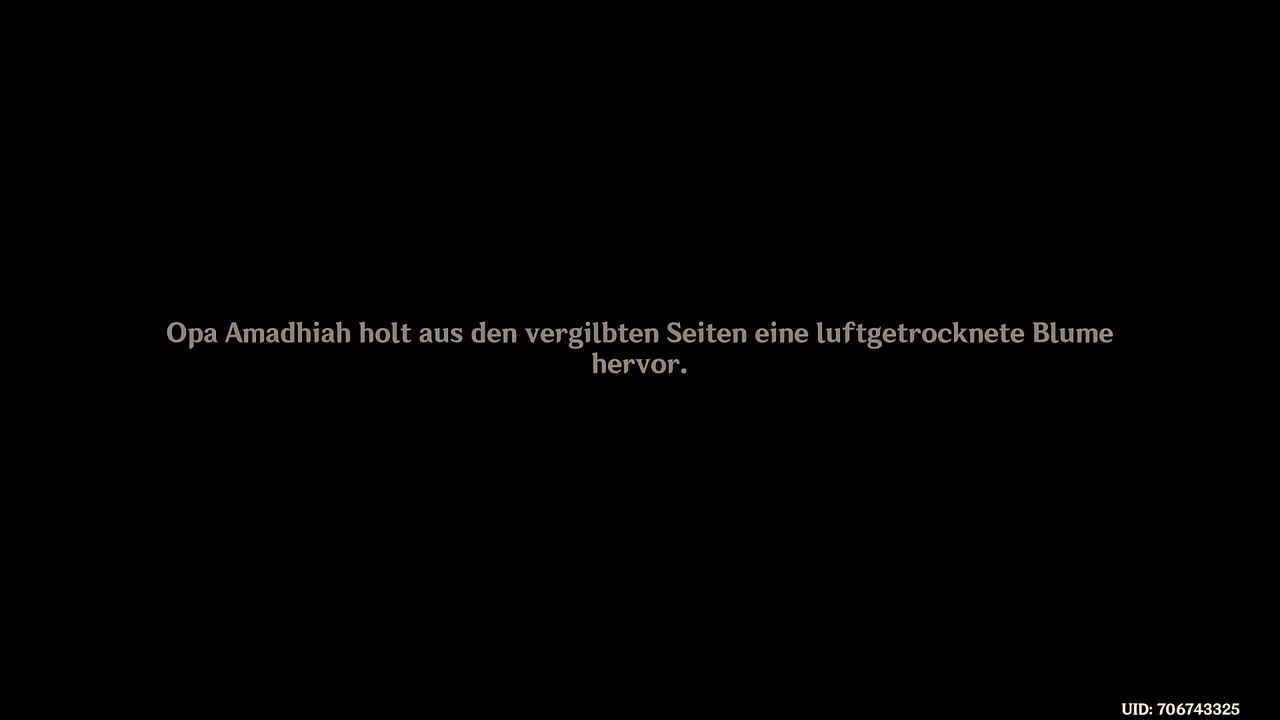 Opa Amadhiah holt aus den vergilbten Seiten eine luftgetrocknete Blume
hervor.
UID: 706743325